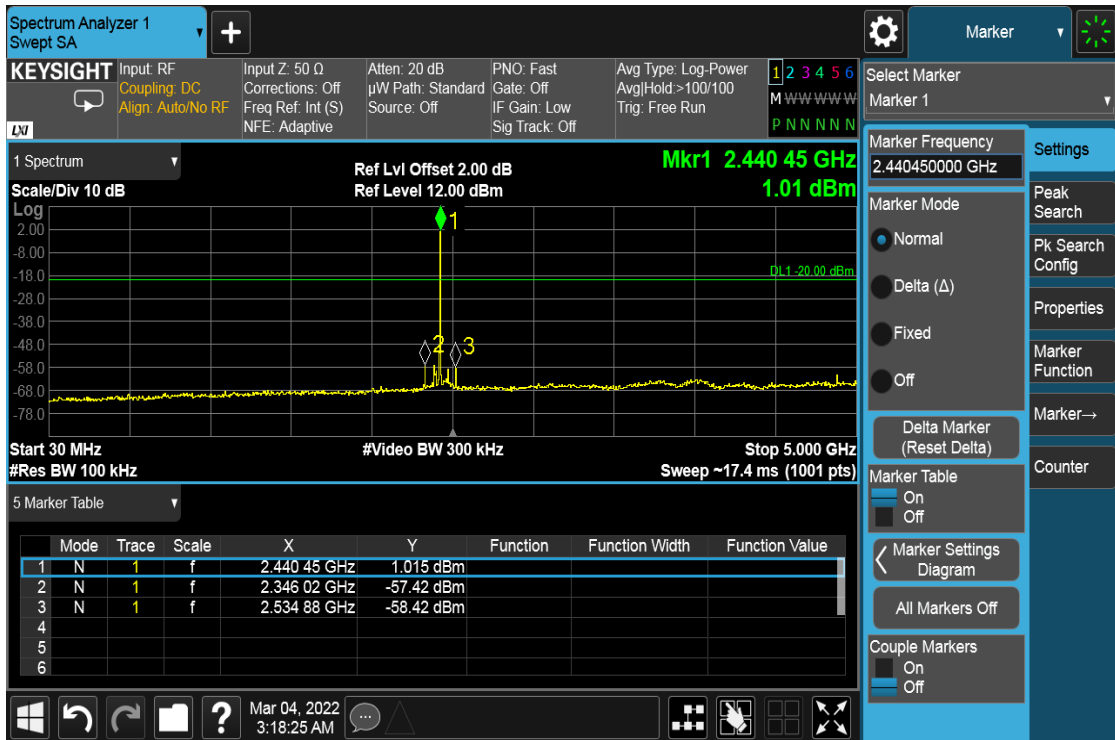 Spectrum Analyzer 1
Swept SA
+
Marker
KEYSIGHT
LXI
Input: RF
Coupling: DC
Align: Auto/No RF
Input Z: 50 Ω
Corrections: Off
Freq Ref: Int (S)
NFE: Adaptive
Atten: 20 dB
µW Path: Standard
Source: Off
PNO: Fast
Gate: Off
IF Gain: Low
Sig Track: Off
Avg Type: Log-Power
Avg|Hold:>100/100
Trig: Free Run
1 2 3 4 5 6
M W W W W W
P N N N N N
Select Marker
Marker 1
1 Spectrum
Scale/Div 10 dB
Ref Lvl Offset 2.00 dB
Ref Level 12.00 dBm
Mkr1 2.440 45 GHz
1.01 dBm
Log
2.00
-8.00
-18.0
-28.0
-38.0
-48.0
-58.0
-68.0
-78.0
1
DL1 -20.00 dBm
2
3
Start 30 MHz
#Res BW 100 kHz
#Video BW 300 kHz
Stop 5.000 GHz
Sweep ~17.4 ms (1001 pts)
5 Marker Table
Mode Trace Scale X Y Function Function Width Function Value
1 N 1 f 2.440 45 GHz 1.015 dBm
2 N 1 f 2.346 02 GHz -57.42 dBm
3 N 1 f 2.534 88 GHz -58.42 dBm
4
5
6
Marker Frequency
2.440450000 GHz
Marker Mode
Normal
Delta (Δ)
Fixed
Off
Delta Marker
(Reset Delta)
Marker Table
On
Off
Marker Settings
Diagram
All Markers Off
Couple Markers
On
Off
Settings
Peak
Search
Pk Search
Config
Properties
Marker
Function
Marker→
Counter
?
Mar 04, 2022
3:18:25 AM